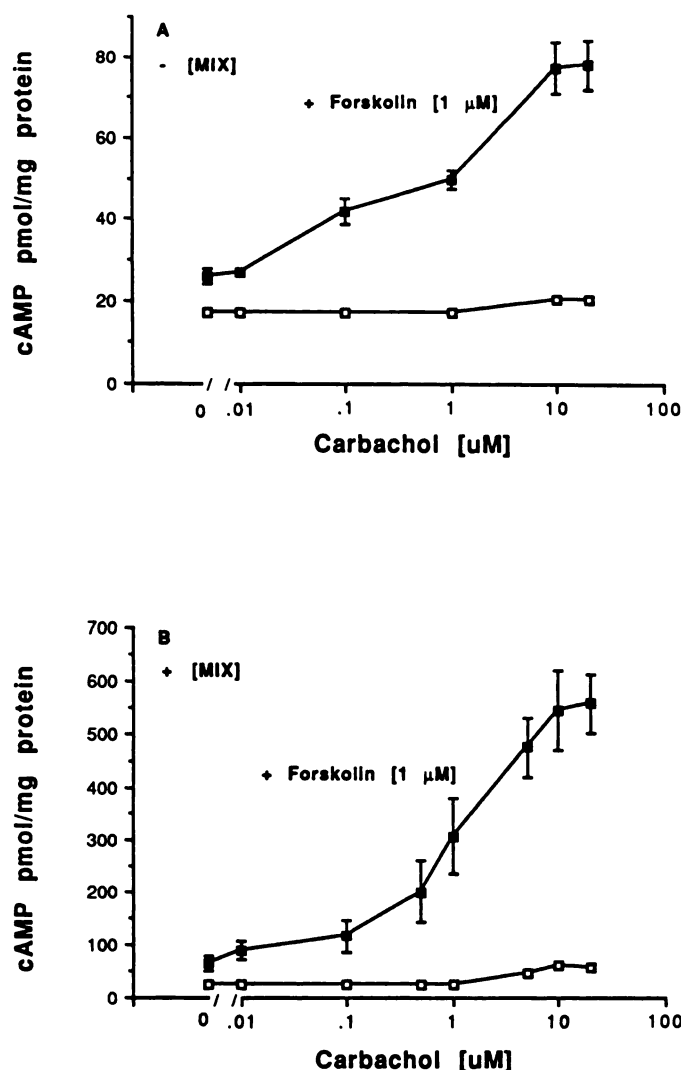 A
- [MIX]
+ Forskolin [1 µM]
cAMP pmol/mg protein
80
60
40
20
0
0 // .01 .1 1 10 100
Carbachol [uM]
B
+ [MIX]
+ Forskolin [1 µM]
cAMP pmol/mg protein
700
600
500
400
300
200
100
0
0 // .01 .1 1 10 100
Carbachol [uM]